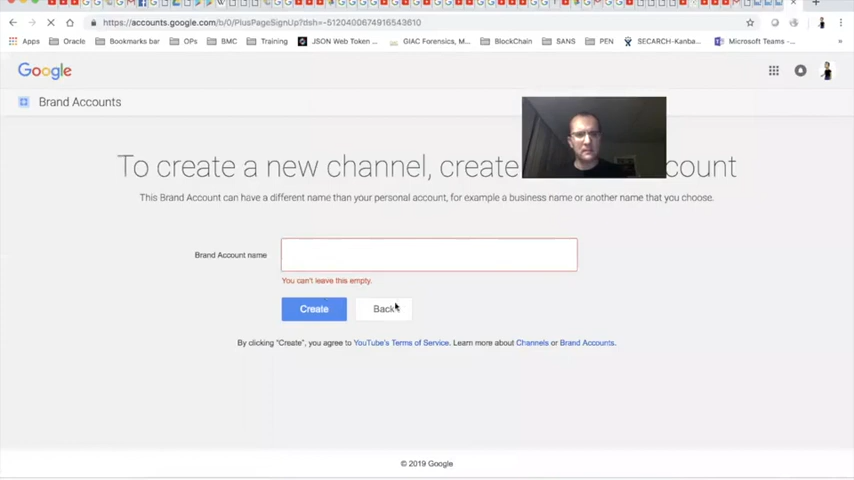 https://accounts.google.com/b/0/PlusPageSignUp?dsh=-5120400674916543610
Apps Oracle Bookmarks bar OPs BMC Training JSON Web Token ... GIAC Forensics, M... BlockChain SANS PEN SECARCH-Kanba... Microsoft Teams -...
Google
Brand Accounts
To create a new channel, create count
This Brand Account can have a different name than your personal account, for example a business name or another name that you choose.
Brand Account name
You can't leave this empty.
Create Back
By clicking "Create", you agree to YouTube's Terms of Service. Learn more about Channels or Brand Accounts.
© 2019 Google